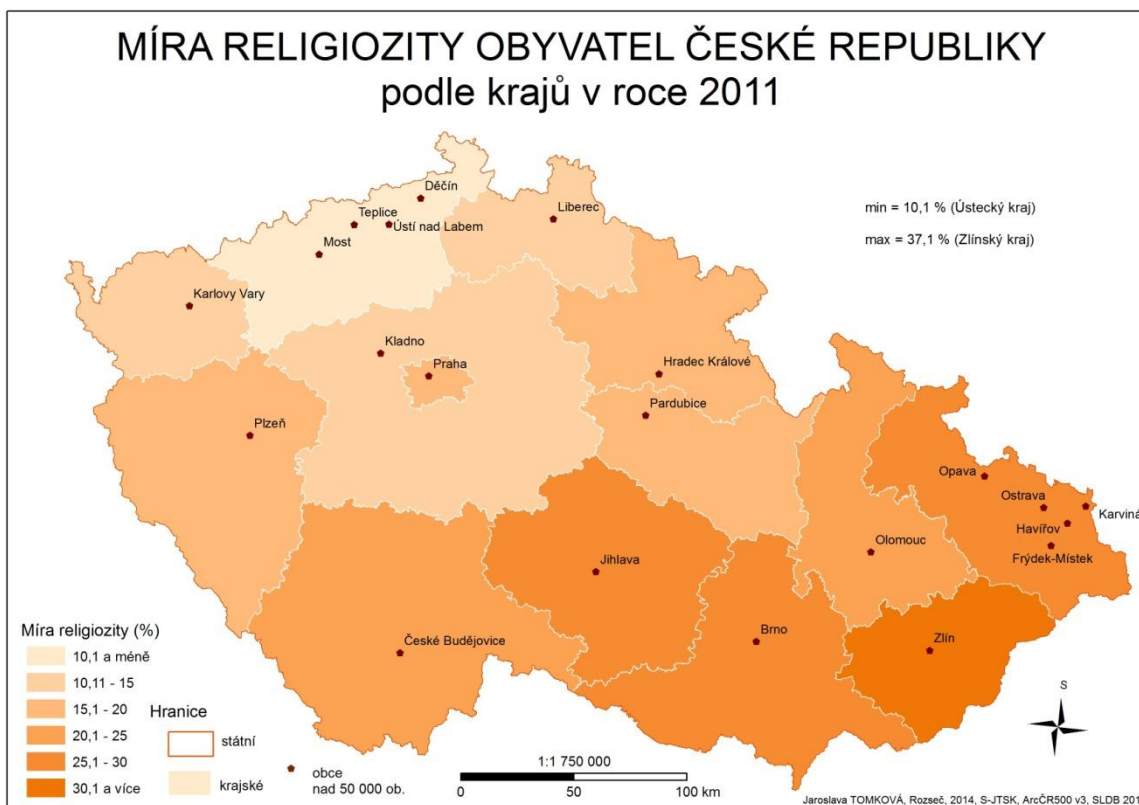 MÍRA RELIGIOZITY OBYVATEL ČESKÉ REPUBLIKY
podle krajů v roce 2011
min = 10,1 % (Ústecký kraj)
max = 37,1 % (Zlínský kraj)
Děčín
Teplice
Ústí nad Labem
Most
Liberec
Karlovy Vary
Kladno
Praha
Hradec Králové
Pardubice
Plzeň
Opava
Ostrava
Karviná
Havířov
Frýdek-Místek
Olomouc
Jihlava
Brno
Zlín
České Budějovice
Míra religiozity (%)
10,1 a méně
10,11 - 15
15,1 - 20
20,1 - 25
25,1 - 30
30,1 a více
Hranice
státní
krajské
obce
nad 50 000 ob.
1:1 750 000
0 50 100 km
S
Jaroslava TOMKOVÁ, Rozseč, 2014, S-JTSK, ArcČR500 v3, SLDB 201